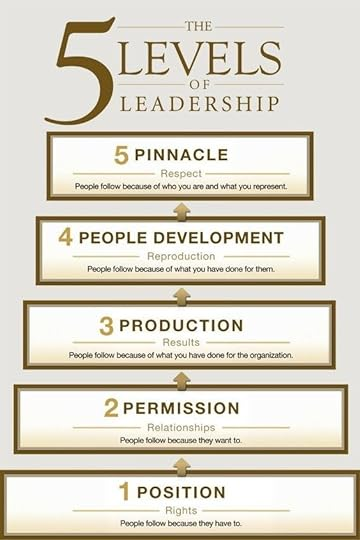 THE
5 LEVELS
OF
LEADERSHIP
5 PINNACLE
Respect
People follow because of who you are and what you represent.
4 PEOPLE DEVELOPMENT
Reproduction
People follow because of what you have done for them.
3 PRODUCTION
Results
People follow because of what you have done for the organization.
2 PERMISSION
Relationships
People follow because they want to.
1 POSITION
Rights
People follow because they have to.